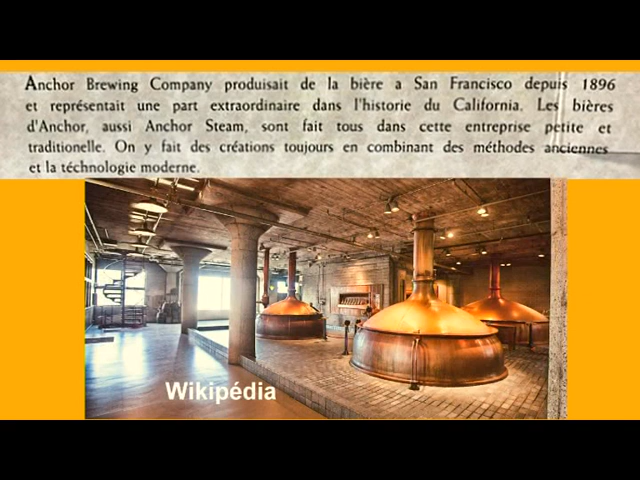 Anchor Brewing Company produisait de la bière a San Francisco depuis 1896
et représentait une part extraordinaire dans l'historie du California. Les bières
d'Anchor, aussi Anchor Steam, sont fait tous dans cette entreprise petite et
traditionelle. On y fait des créations toujours en combinant des méthodes anciennes
et la téchnologie moderne.
Wikipédia